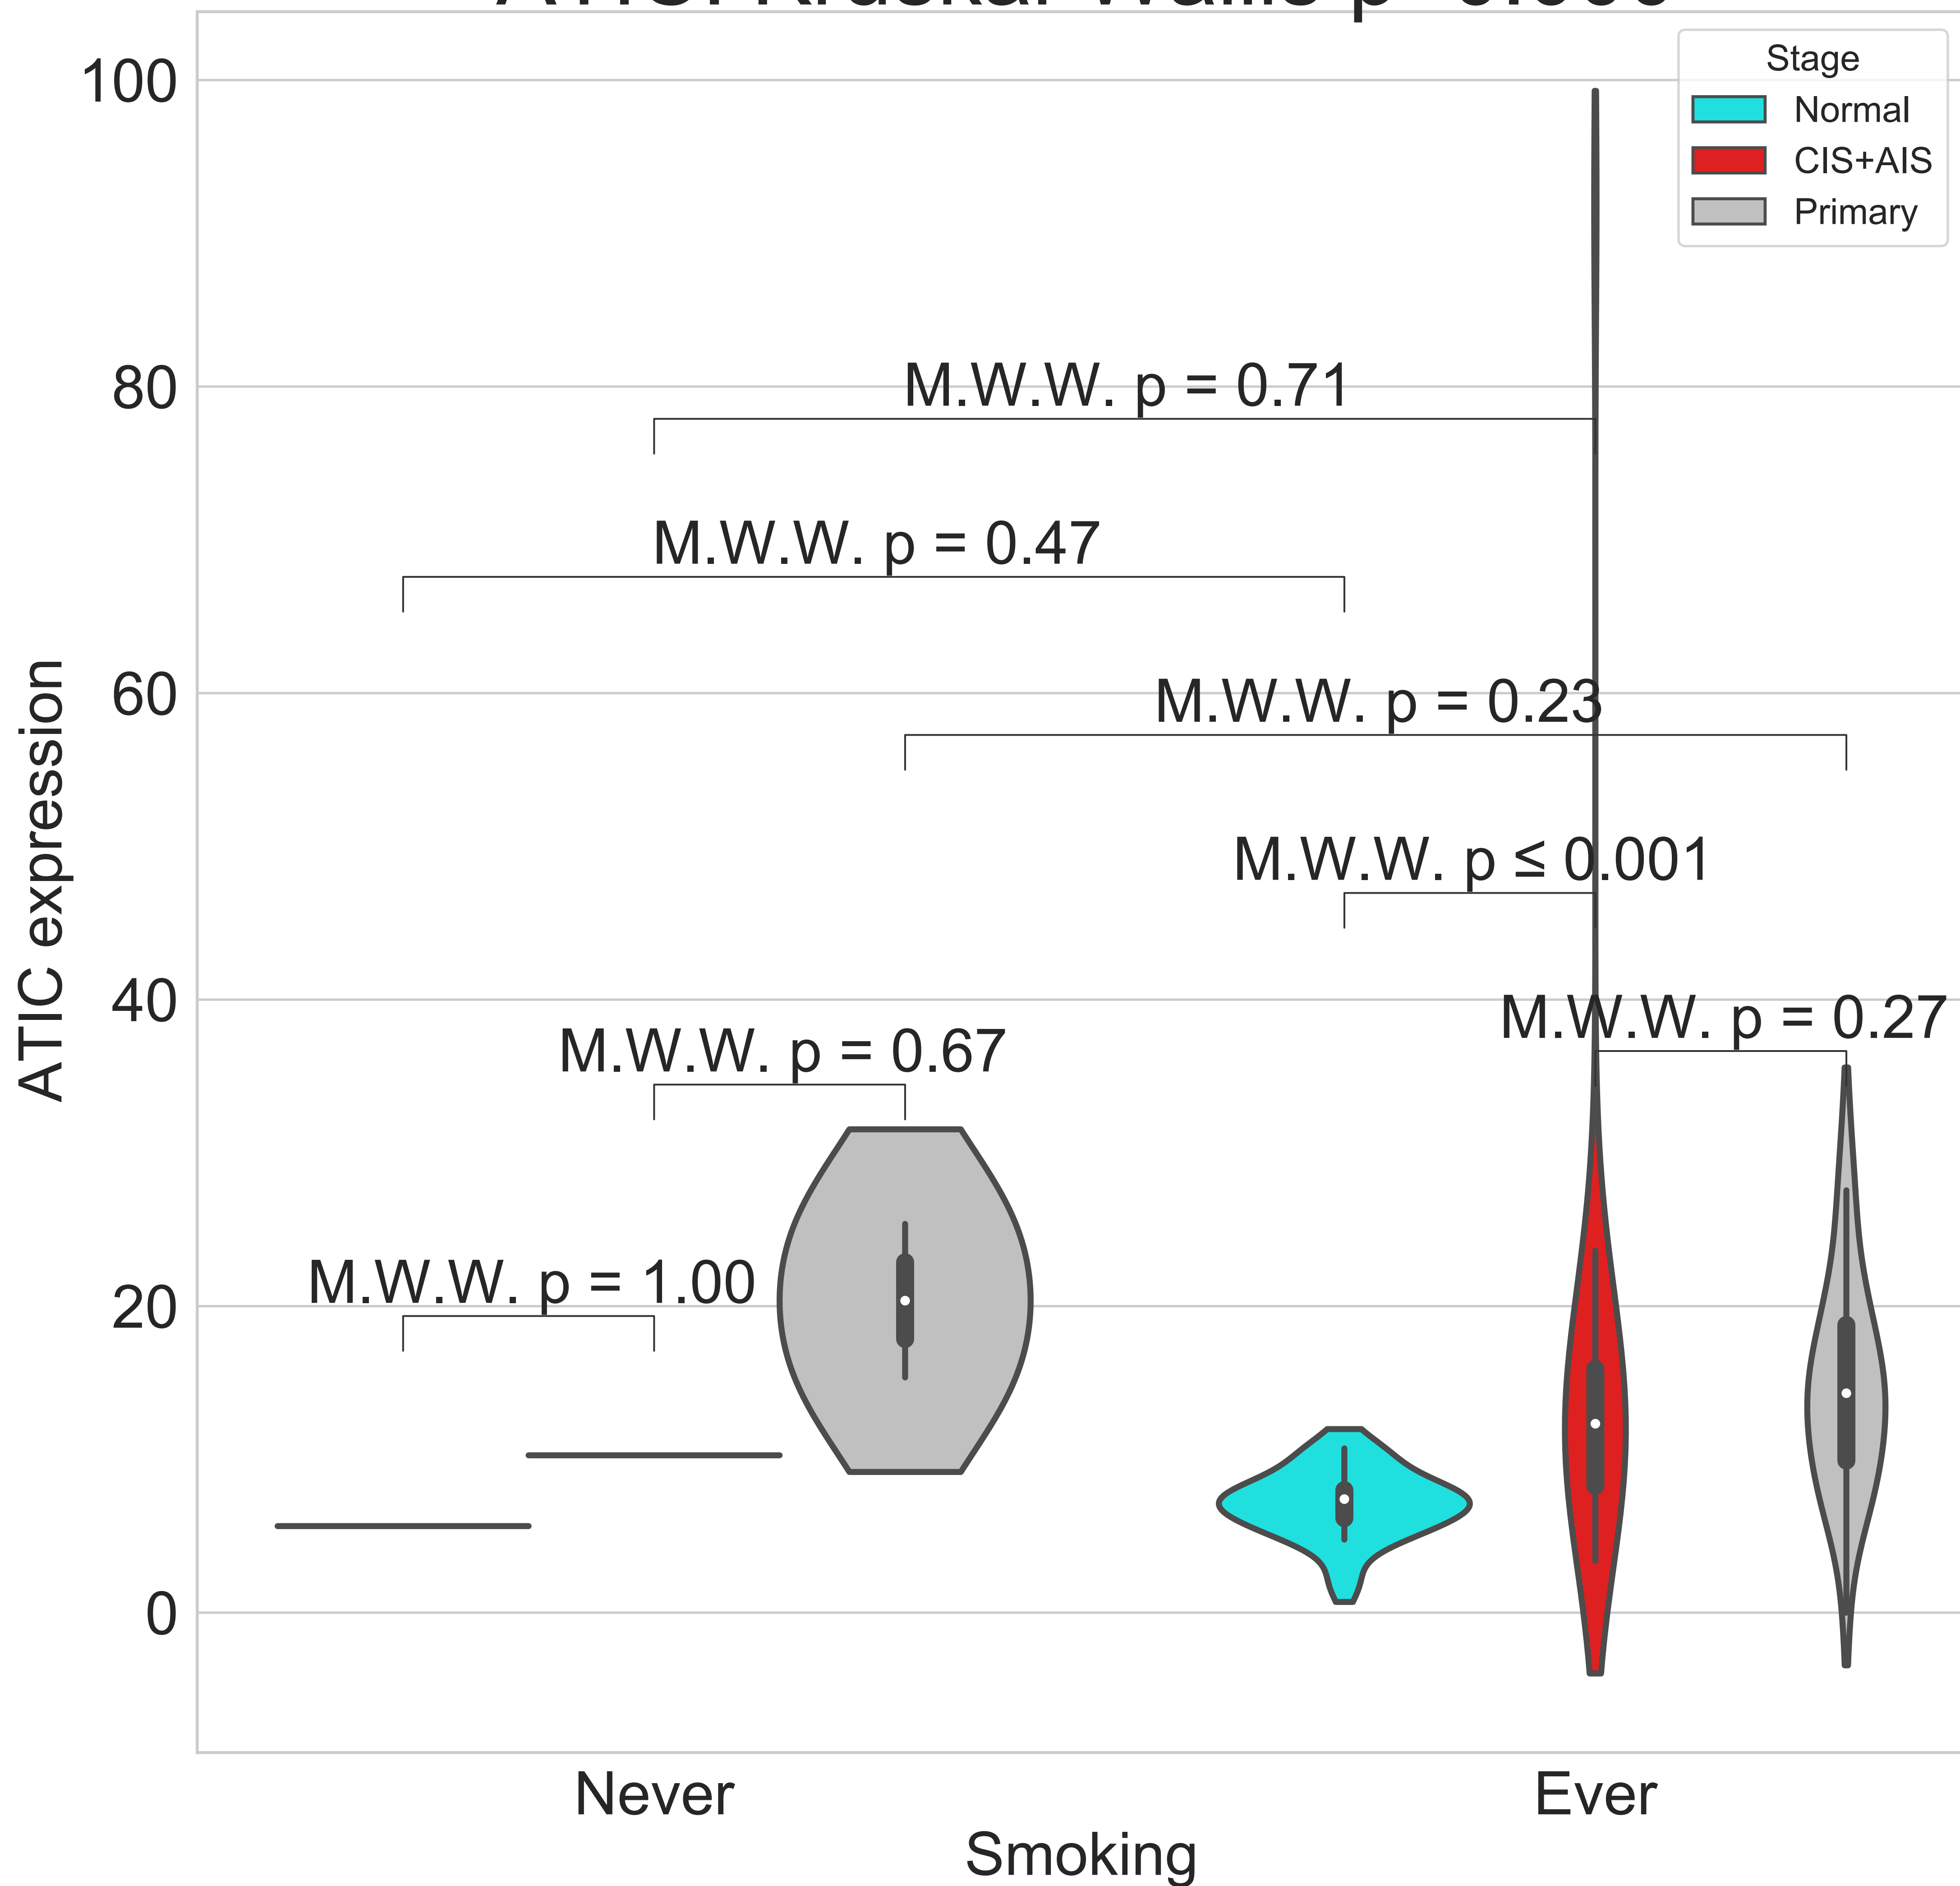 Stage
Normal
CIS+AIS
Primary
100
80
60
40
20
0
ATIC expression
M.W.W. p = 0.71
M.W.W. p = 0.47
M.W.W. p = 0.23
M.W.W. p ≤ 0.001
M.W.W. p = 0.27
M.W.W. p = 0.67
M.W.W. p = 1.00
Never
Ever
Smoking